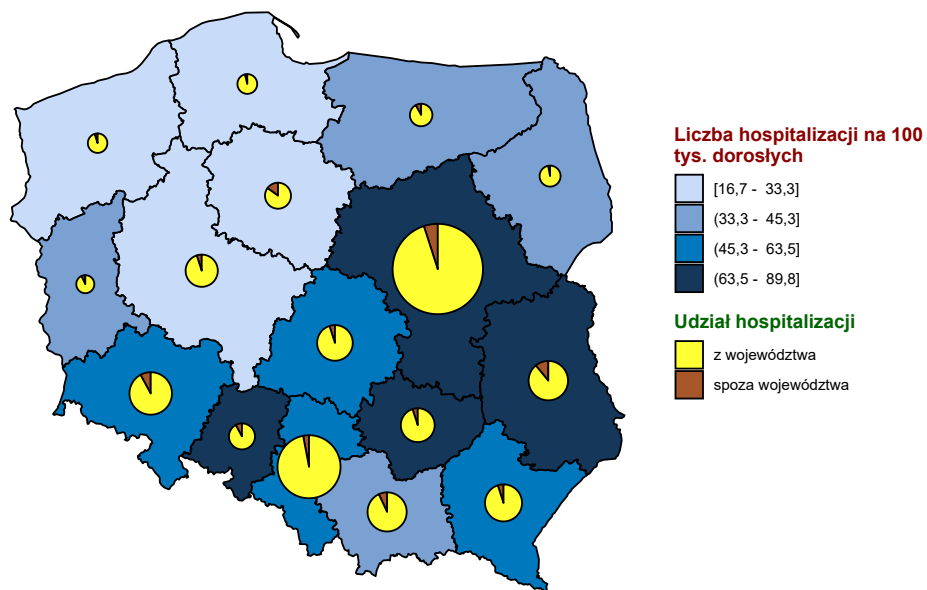 Liczba hospitalizacji na 100
tys. dorosłych
[16,7 - 33,3]
(33,3 - 45,3]
(45,3 - 63,5]
(63,5 - 89,8]
Udział hospitalizacji
z województwa
spoza województwa